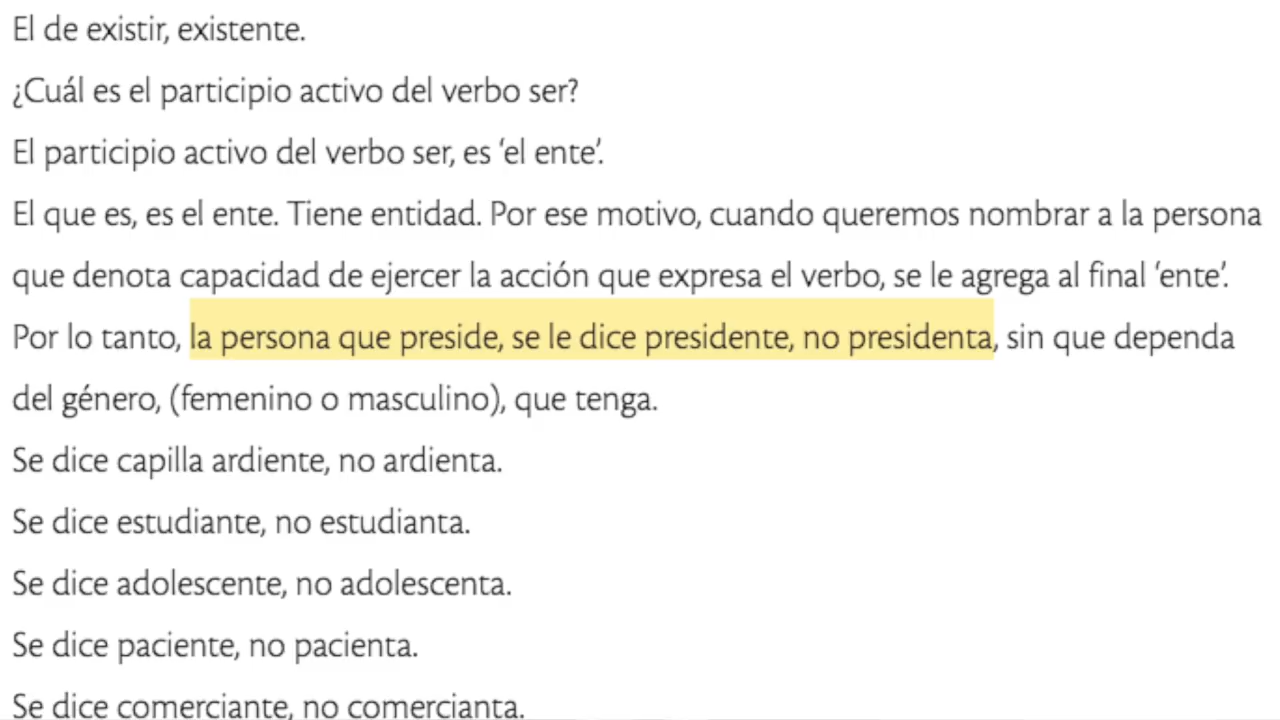 El de existir, existente.
¿Cuál es el participio activo del verbo ser?
El participio activo del verbo ser, es ‘el ente’.
El que es, es el ente. Tiene entidad. Por ese motivo, cuando queremos nombrar a la persona
que denota capacidad de ejercer la acción que expresa el verbo, se le agrega al final ‘ente’.
Por lo tanto, la persona que preside, se le dice presidente, no presidenta, sin que dependa
del género, (femenino o masculino), que tenga.
Se dice capilla ardiente, no ardienta.
Se dice estudiante, no estudianta.
Se dice adolescente, no adolescenta.
Se dice paciente, no pacienta.
Se dice comerciante, no comercianta.